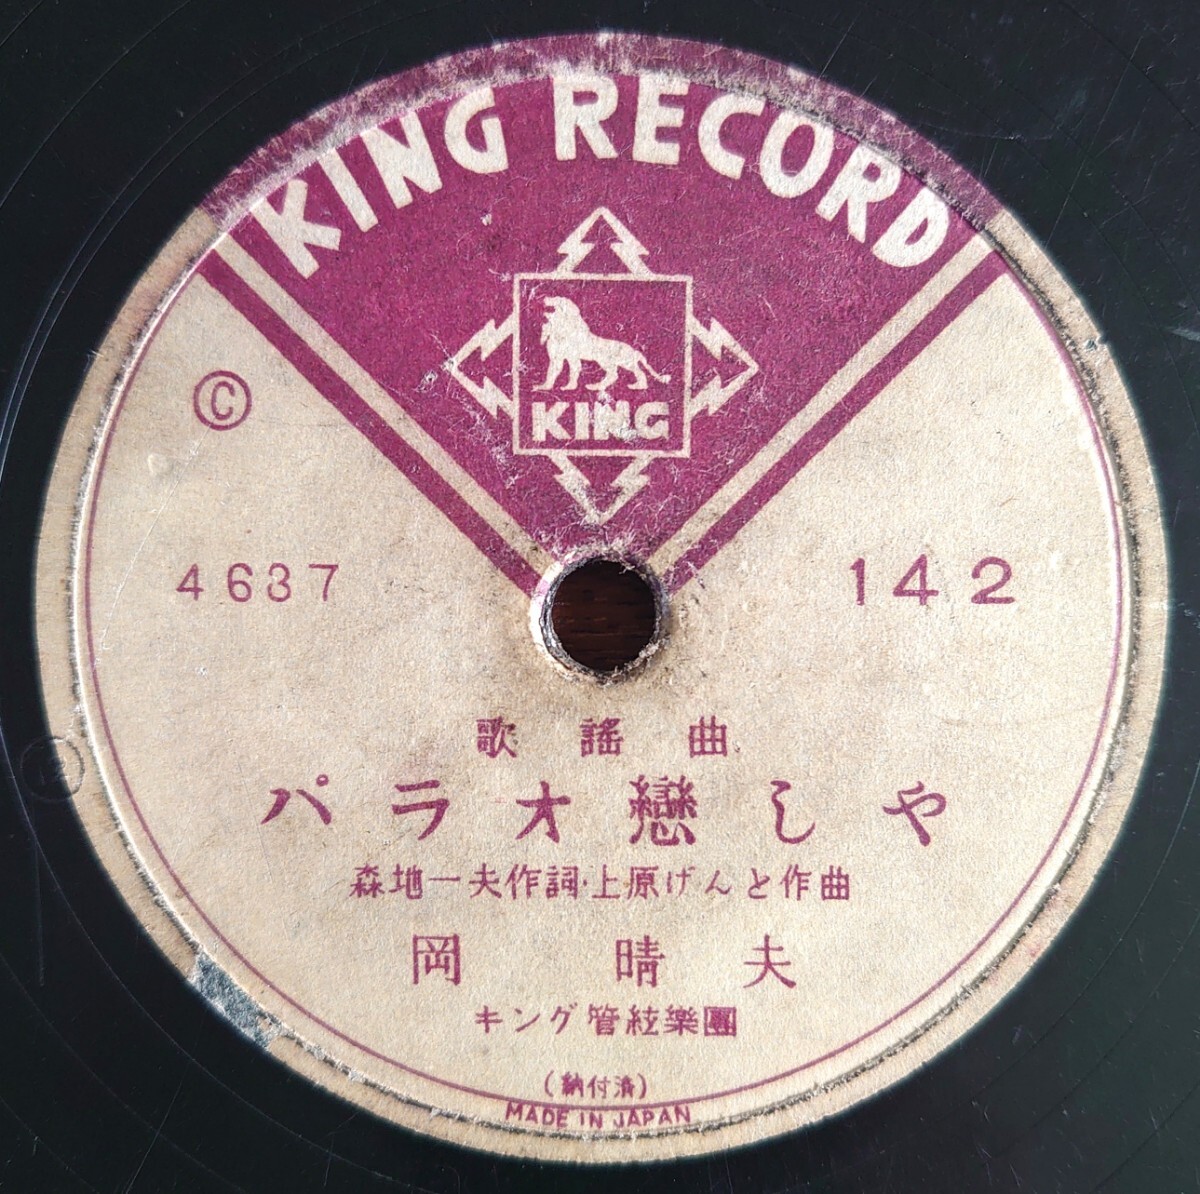 KING RECORD
KING
©
4637
142
歌謡曲
パラオ戀しや
森地一夫作詞・上原げんと作曲
岡晴夫
キング管絃樂團
(納付済)
MADE IN JAPAN